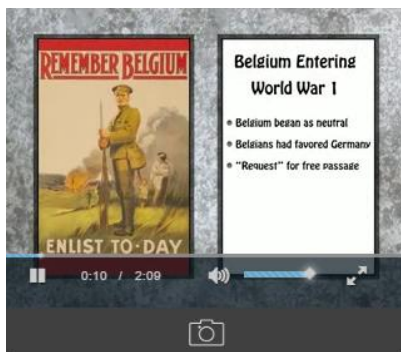 REMEMBER BELGIUM
ENLIST TO-DAY
Belgium Entering
World War 1
• Belgium began as neutral
• Belgians had favored Germany
• "Request" for free passage
0:10 / 2:09